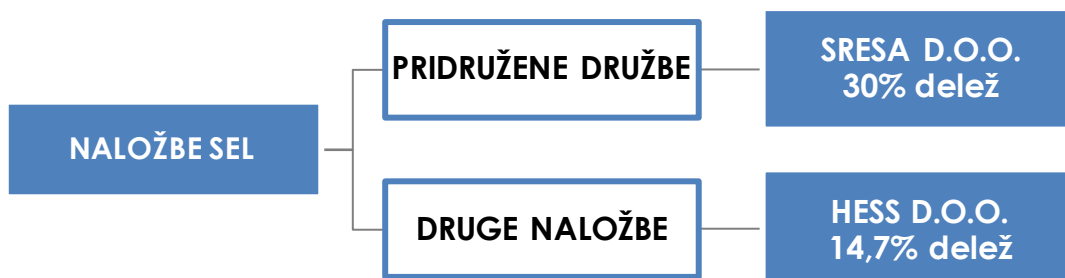 NALOŽBE SEL
PRIDRUŽENE DRUŽBE
SRESA D.O.O.
30% delež
DRUGE NALOŽBE
HESS D.O.O.
14,7% delež